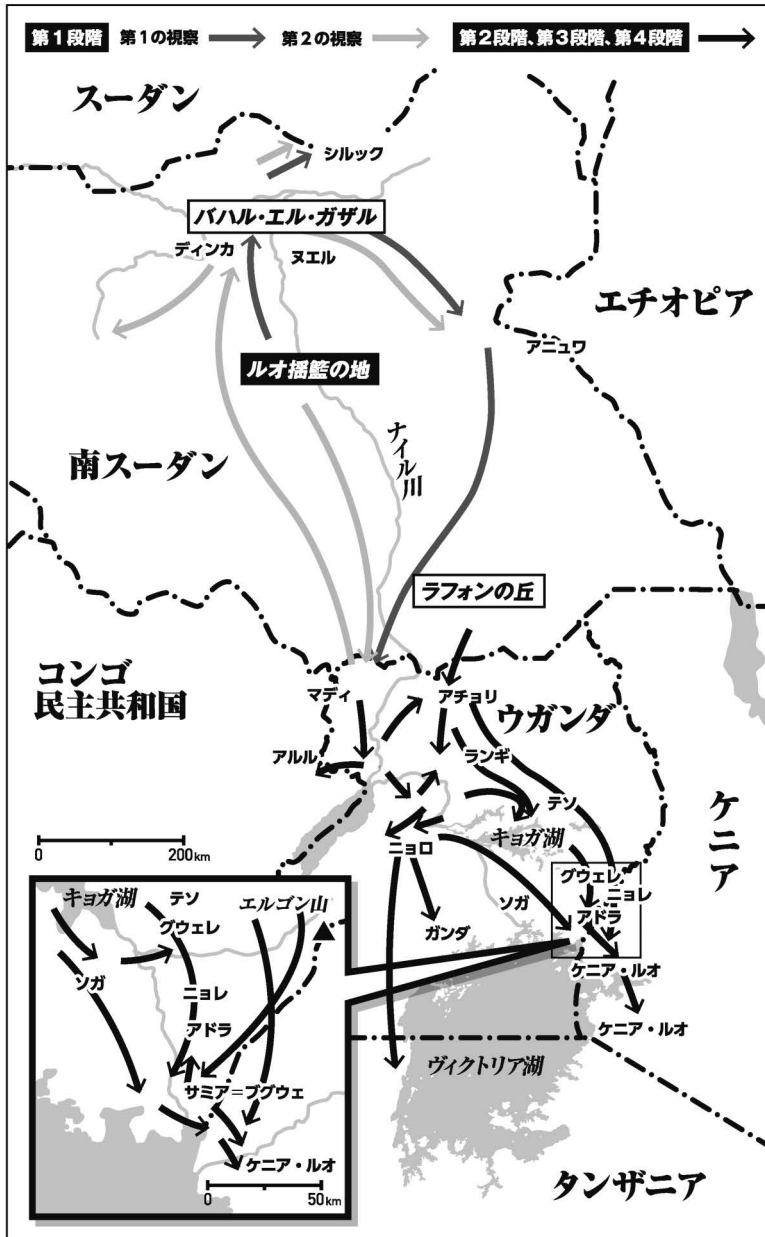 第1段階 第1の視察 第2の視察 第2段階、第3段階、第4段階
スーダン
シルック
バハル・エル・ガザル
ディンカ
ヌエル
エチオピア
アニュワ
ルオ揺籃の地
ナイル川
南スーダン
ラフォンの丘
コンゴ
民主共和国
マディ
アチョリ
ウガンダ
アルル
ランギ
テソ
ケニア
キョガ湖
0 200km
ニョロ
グウェレ
ニョレ
ソガ
アドラ
ガンダ
ケニア・ルオ
ケニア・ルオ
ヴィクトリア湖
タンザニア
キョガ湖
テソ
エルゴン山
グウェレ
ソガ
ニョレ
アドラ
サミア=ブグウェ
ケニア・ルオ
0 50km